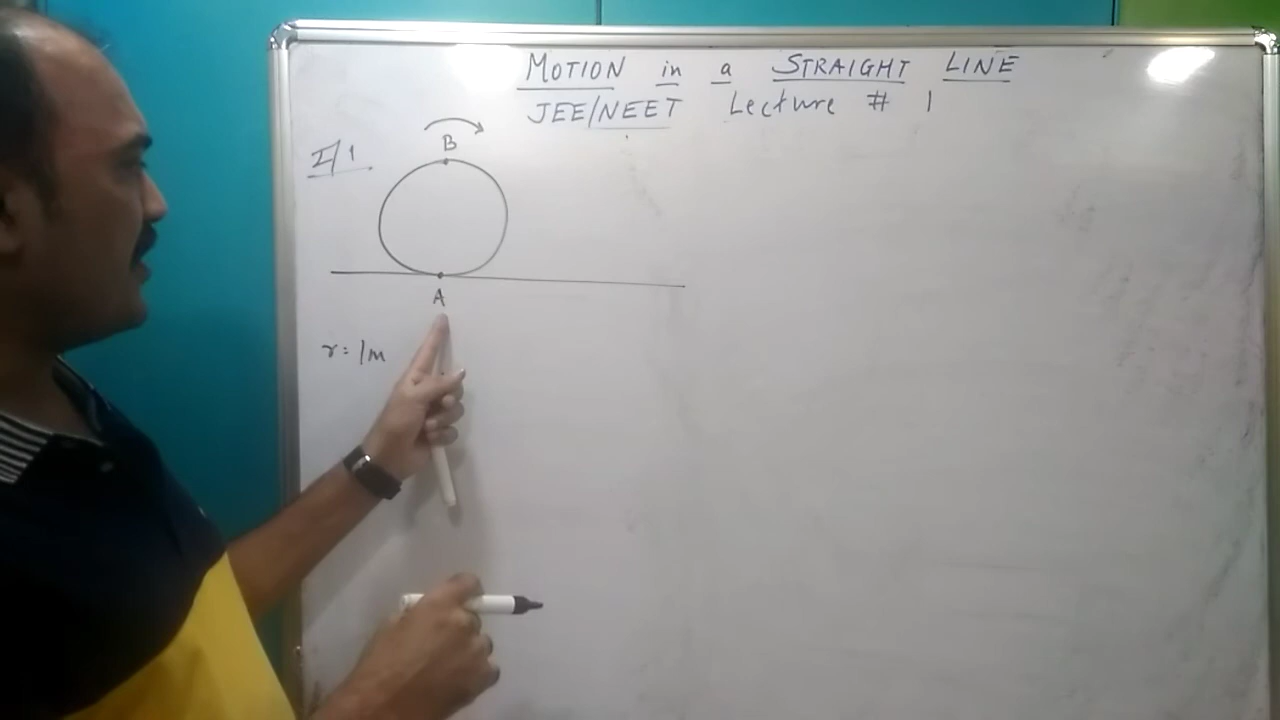 MOTION in a STRAIGHT LINE
JEE/NEET Lecture # 1
I/1
B
A
r = 1m